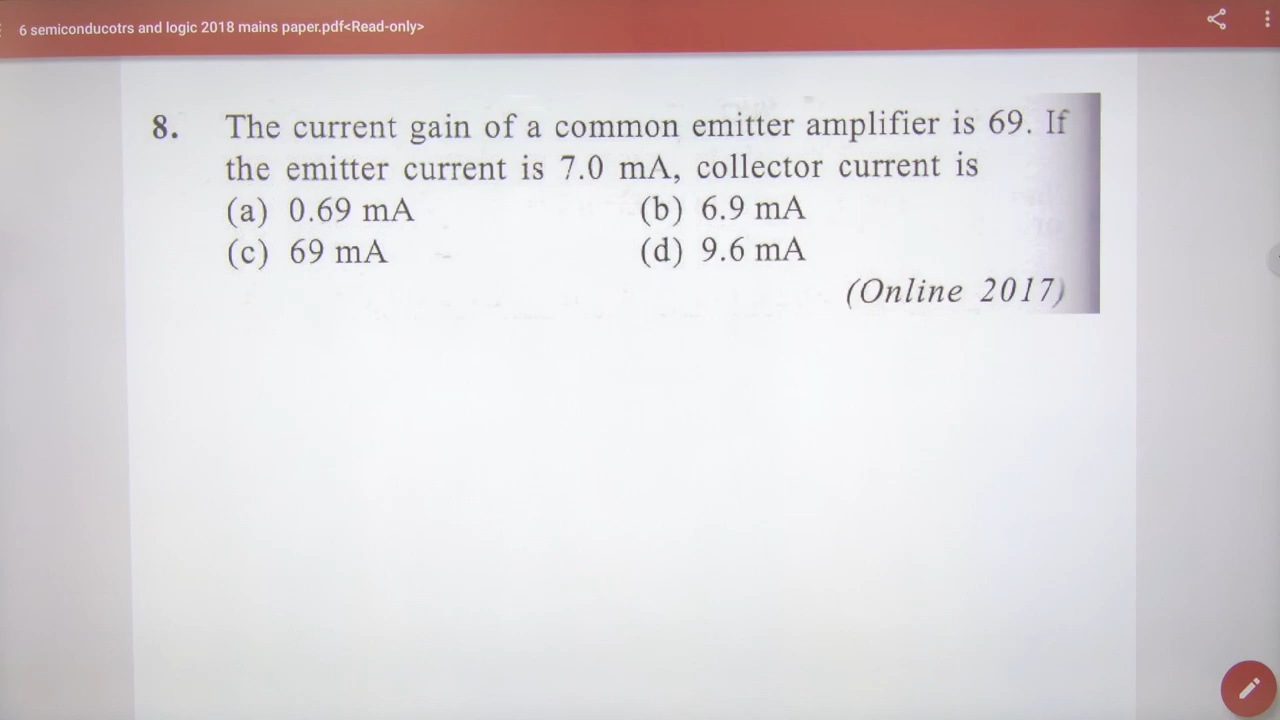 6 semiconducotrs and logic 2018 mains paper.pdf<Read-only>
8. The current gain of a common emitter amplifier is 69. If
the emitter current is 7.0 mA, collector current is
(a) 0.69 mA (b) 6.9 mA
(c) 69 mA (d) 9.6 mA
(Online 2017)